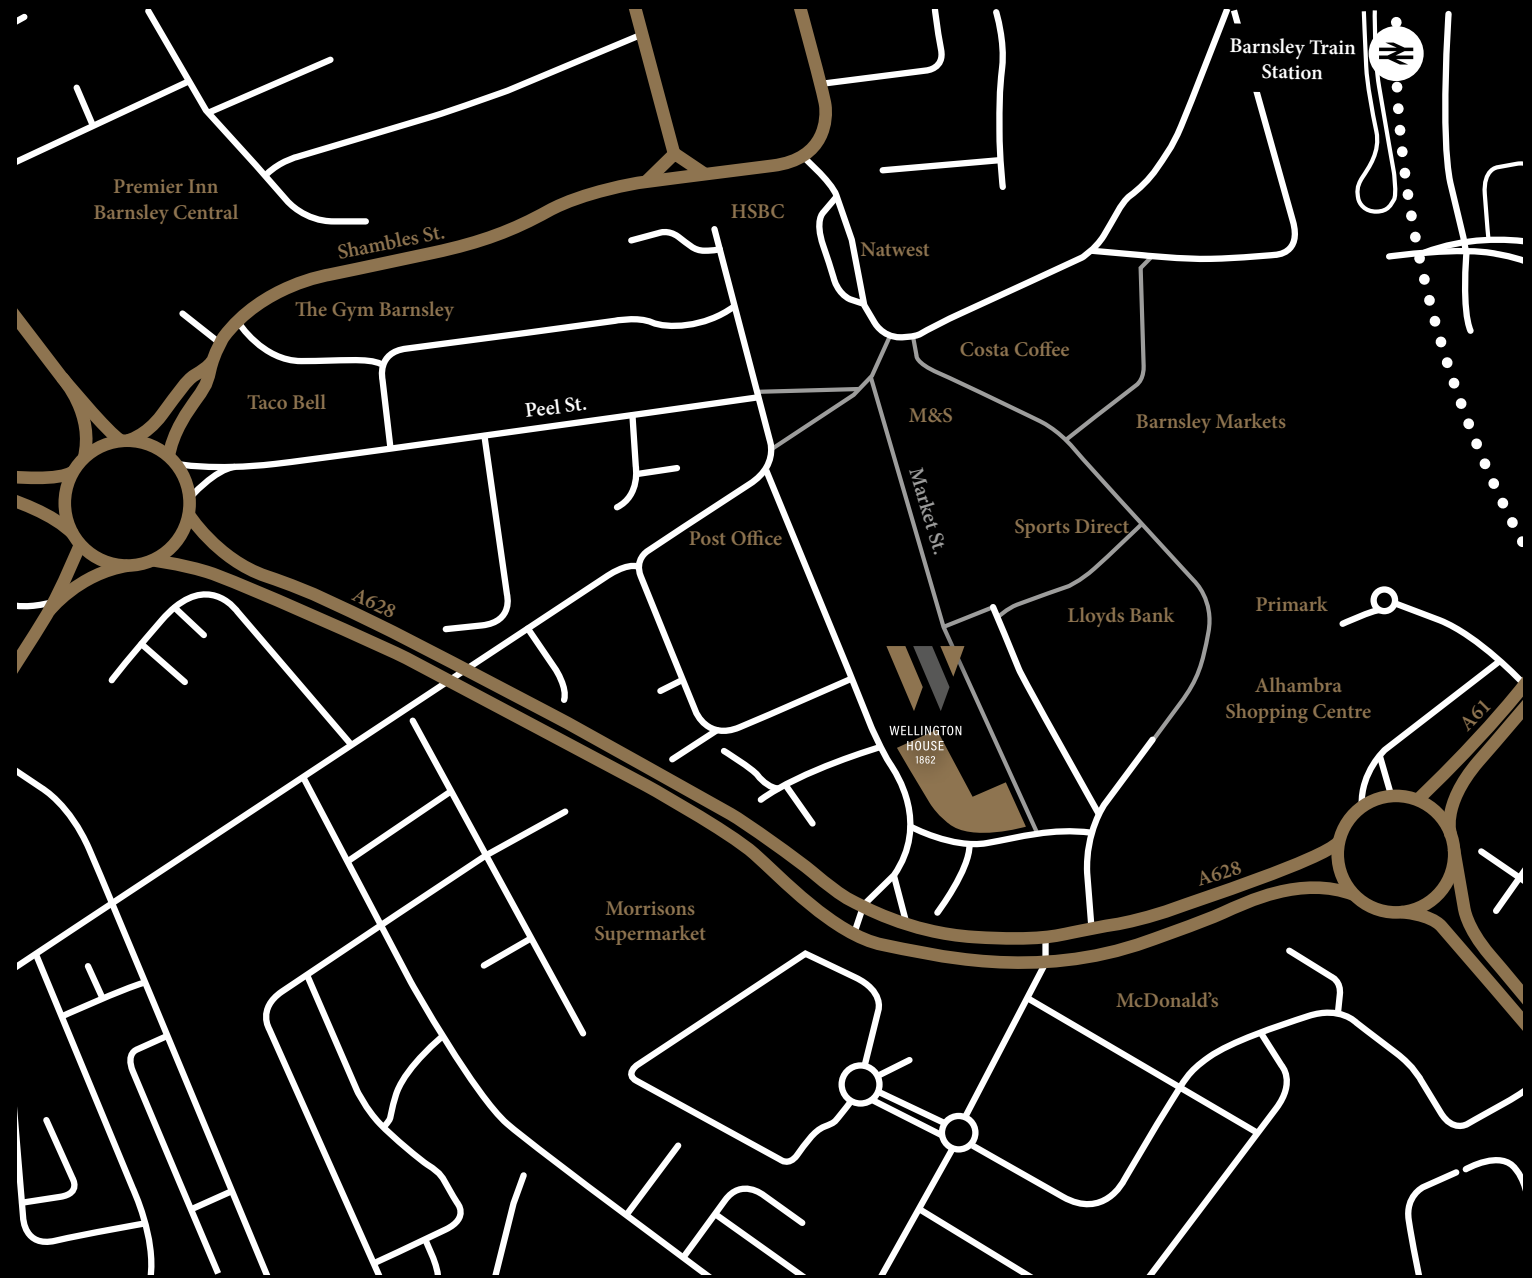 Barnsley Train
Station
Premier Inn
Barnsley Central
HSBC
Shambles St.
Natwest
The Gym Barnsley
Costa Coffee
Taco Bell
Peel St.
M&S
Barnsley Markets
Market St.
Sports Direct
Post Office
A628
Primark
Lloyds Bank
Alhambra
Shopping Centre
A61
WELLINGTON
HOUSE
1862
A628
Morrisons
Supermarket
McDonald's